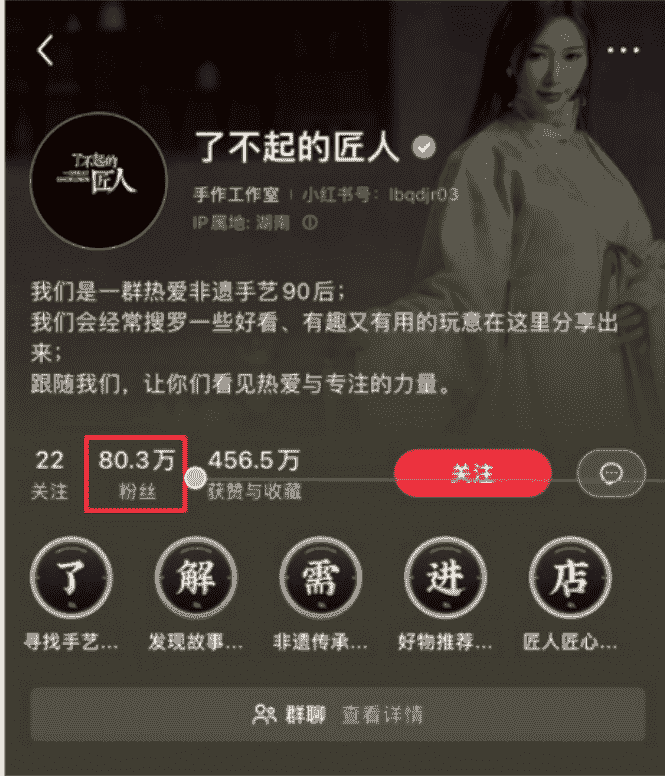 了不起的
匠人
了不起的匠人
手作工作室 | 小红书号：lbqdjr03
IP属地：湖南
我们是一群热爱非遗手艺90后；
我们会经常搜罗一些好看、有趣又有用的玩意在这里分享出
来；
跟随我们，让你们看见热爱与专注的力量。
22 80.3万 456.5万
关注 粉丝 获赞与收藏 关注
了 解 需 进 店
寻找手艺... 发现故事... 非遗传承... 好物推荐... 匠人匠心...
群聊 查看详情